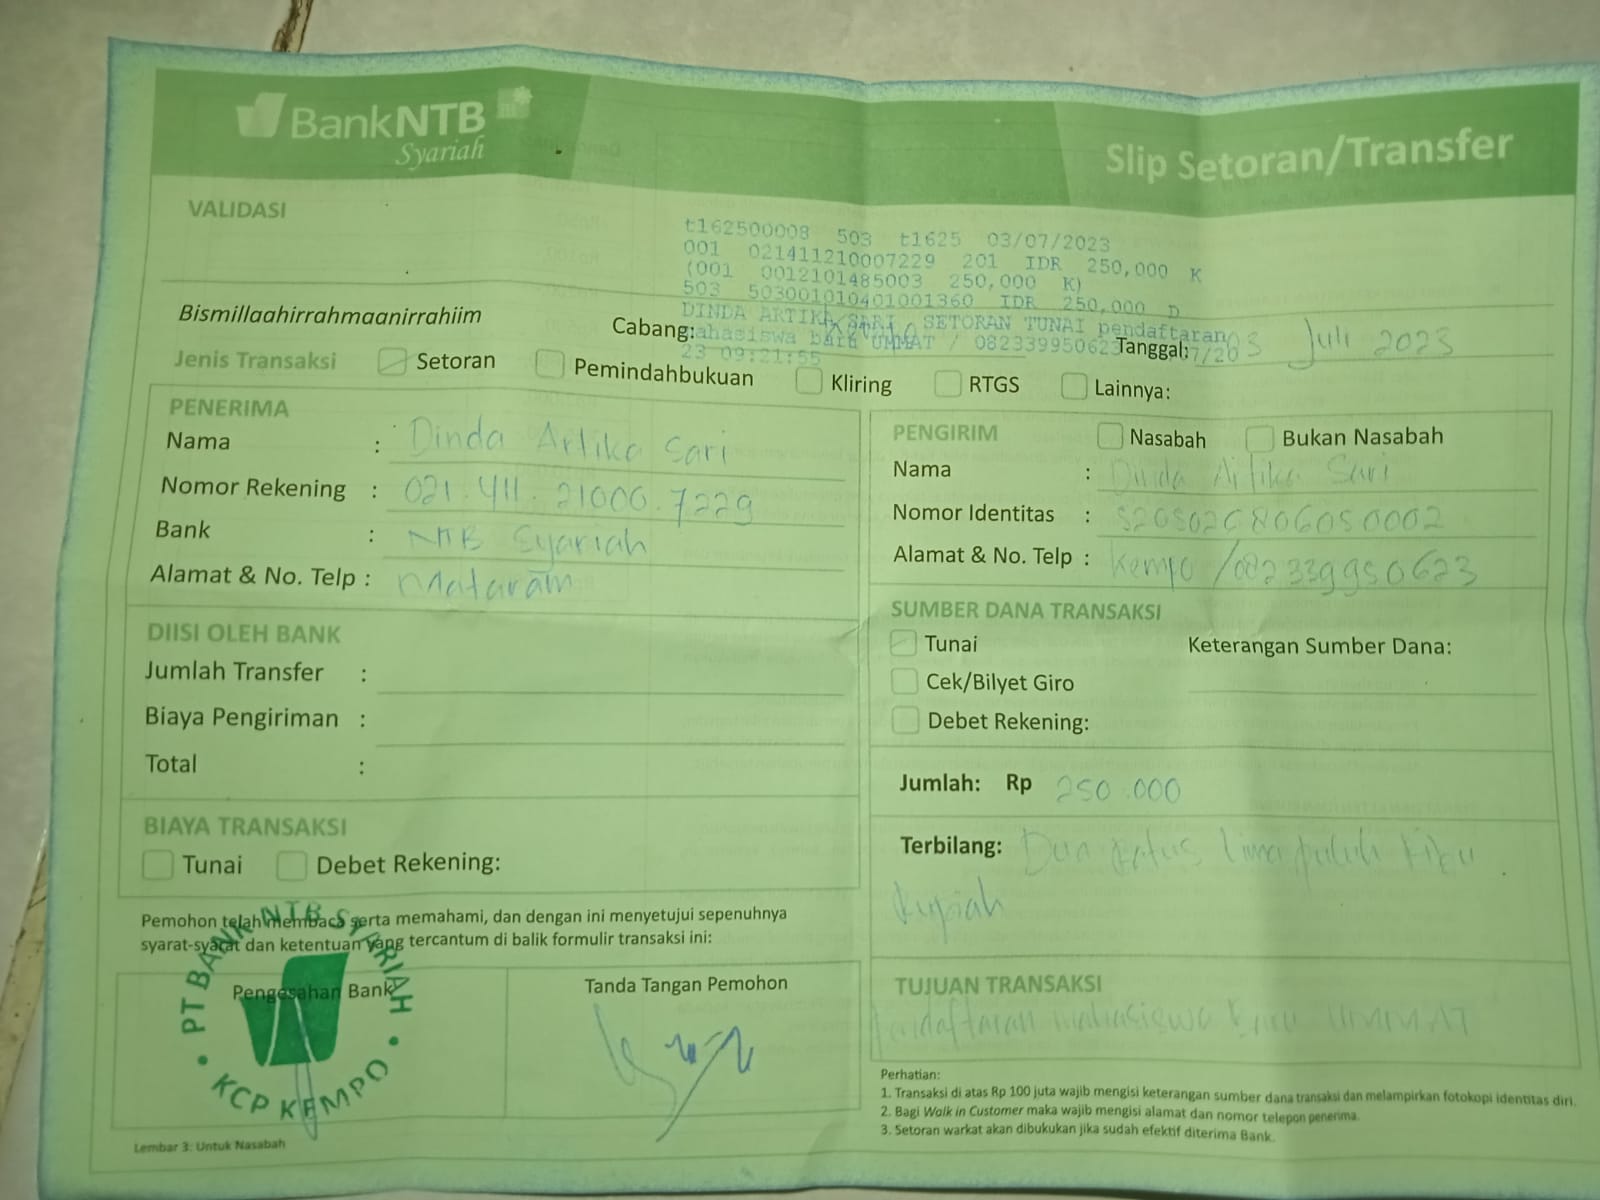 BankNTB
Syariah
Slip Setoran/Transfer
VALIDASI
t162500008 503 t1625 03/07/2023
001 021411210007229 201 IDR 250,000 K
(001 0012101485003 250,000 K)
503 503001010401001360 IDR 250,000 D
DINDA ARTIKA SARI SETORAN TUNAI pendaftaran
mahasiswa baru UMMAT / 082339950623
23 09:21:55
Bismillaahirrahmaanirrahiim
Cabang:
Tanggal: 03 Juli 2023
Jenis Transaksi Setoran Pemindahbukuan Kliring RTGS Lainnya:
PENERIMA
Nama : Dinda Artika Sari
Nomor Rekening : 021.411.21000.7229
Bank : NTB Syariah
Alamat & No. Telp : Mataram
PENGIRIM Nasabah Bukan Nasabah
Nama : Dinda Artika Sari
Nomor Identitas :
Alamat & No. Telp : Kempo /082339950623
DIISI OLEH BANK
Jumlah Transfer :
Biaya Pengiriman :
Total :
SUMBER DANA TRANSAKSI
Tunai Keterangan Sumber Dana:
Cek/Bilyet Giro
Debet Rekening:
Jumlah: Rp 250.000
BIAYA TRANSAKSI
Tunai Debet Rekening:
Terbilang: Dua ratus lima puluh ribu
rupiah
Pemohon telah membaca serta memahami, dan dengan ini menyetujui sepenuhnya
syarat-syarat dan ketentuan yang tercantum di balik formulir transaksi ini:
Pengesahan Bank
PT BANK NTB SYARIAH
KCP KEMPO
Tanda Tangan Pemohon
TUJUAN TRANSAKSI
Pendaftaran Mahasiswa baru UMMAT
Perhatian:
1. Transaksi di atas Rp 100 juta wajib mengisi keterangan sumber dana transaksi dan melampirkan fotokopi identitas diri.
2. Bagi Walk in Customer maka wajib mengisi alamat dan nomor telepon penerima.
3. Setoran warkat akan dibukukan jika sudah efektif diterima Bank.
Lembar 3: Untuk Nasabah